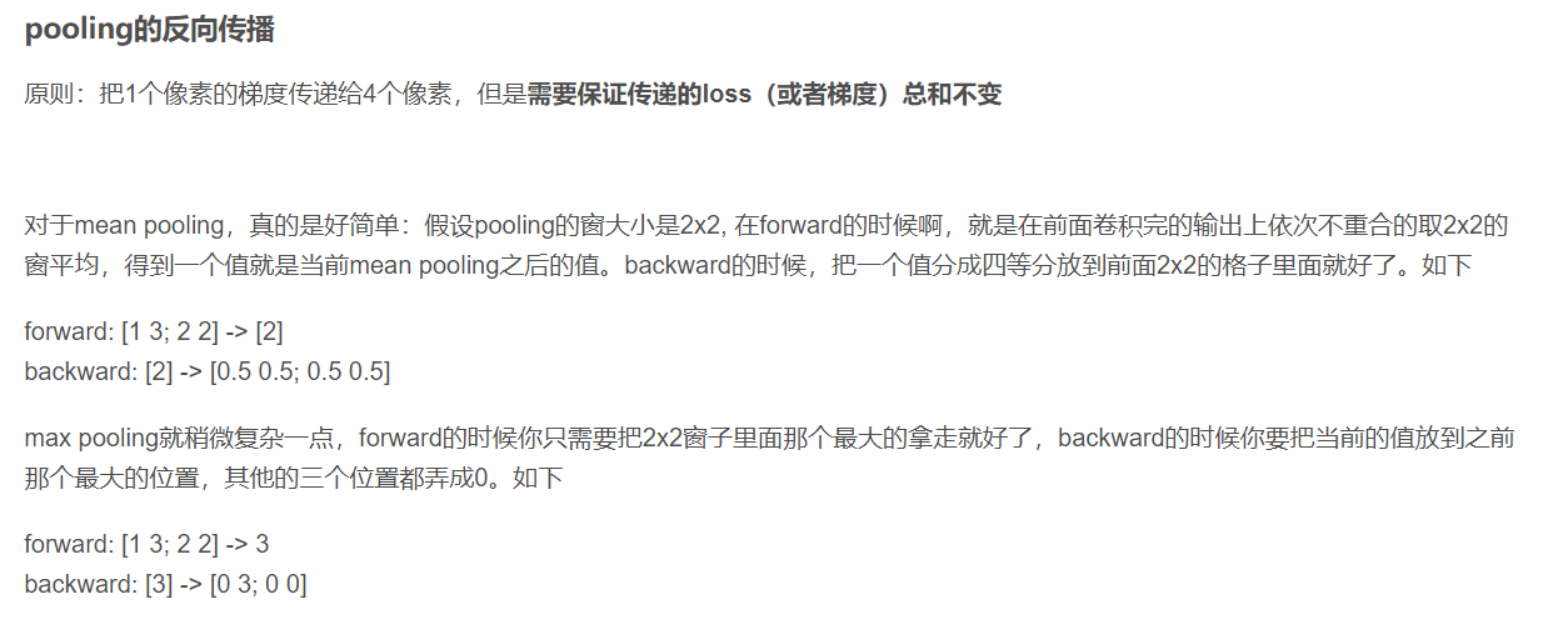 pooling的反向传播
原则：把1个像素的梯度传递给4个像素，但是需要保证传递的loss（或者梯度）总和不变
对于mean pooling，真的是好简单：假设pooling的窗大小是2x2, 在forward的时候啊，就是在前面卷积完的输出上依次不重合的取2x2的
窗平均，得到一个值就是当前mean pooling之后的值。backward的时候，把一个值分成四等分放到前面2x2的格子里面就好了。如下
forward: [1 3; 2 2] -> [2]
backward: [2] -> [0.5 0.5; 0.5 0.5]
max pooling就稍微复杂一点，forward的时候你只需要把2x2窗子里面那个最大的拿走就好了，backward的时候你要把当前的值放到之前
那个最大的位置，其他的三个位置都弄成0。如下
forward: [1 3; 2 2] -> 3
backward: [3] -> [0 3; 0 0]